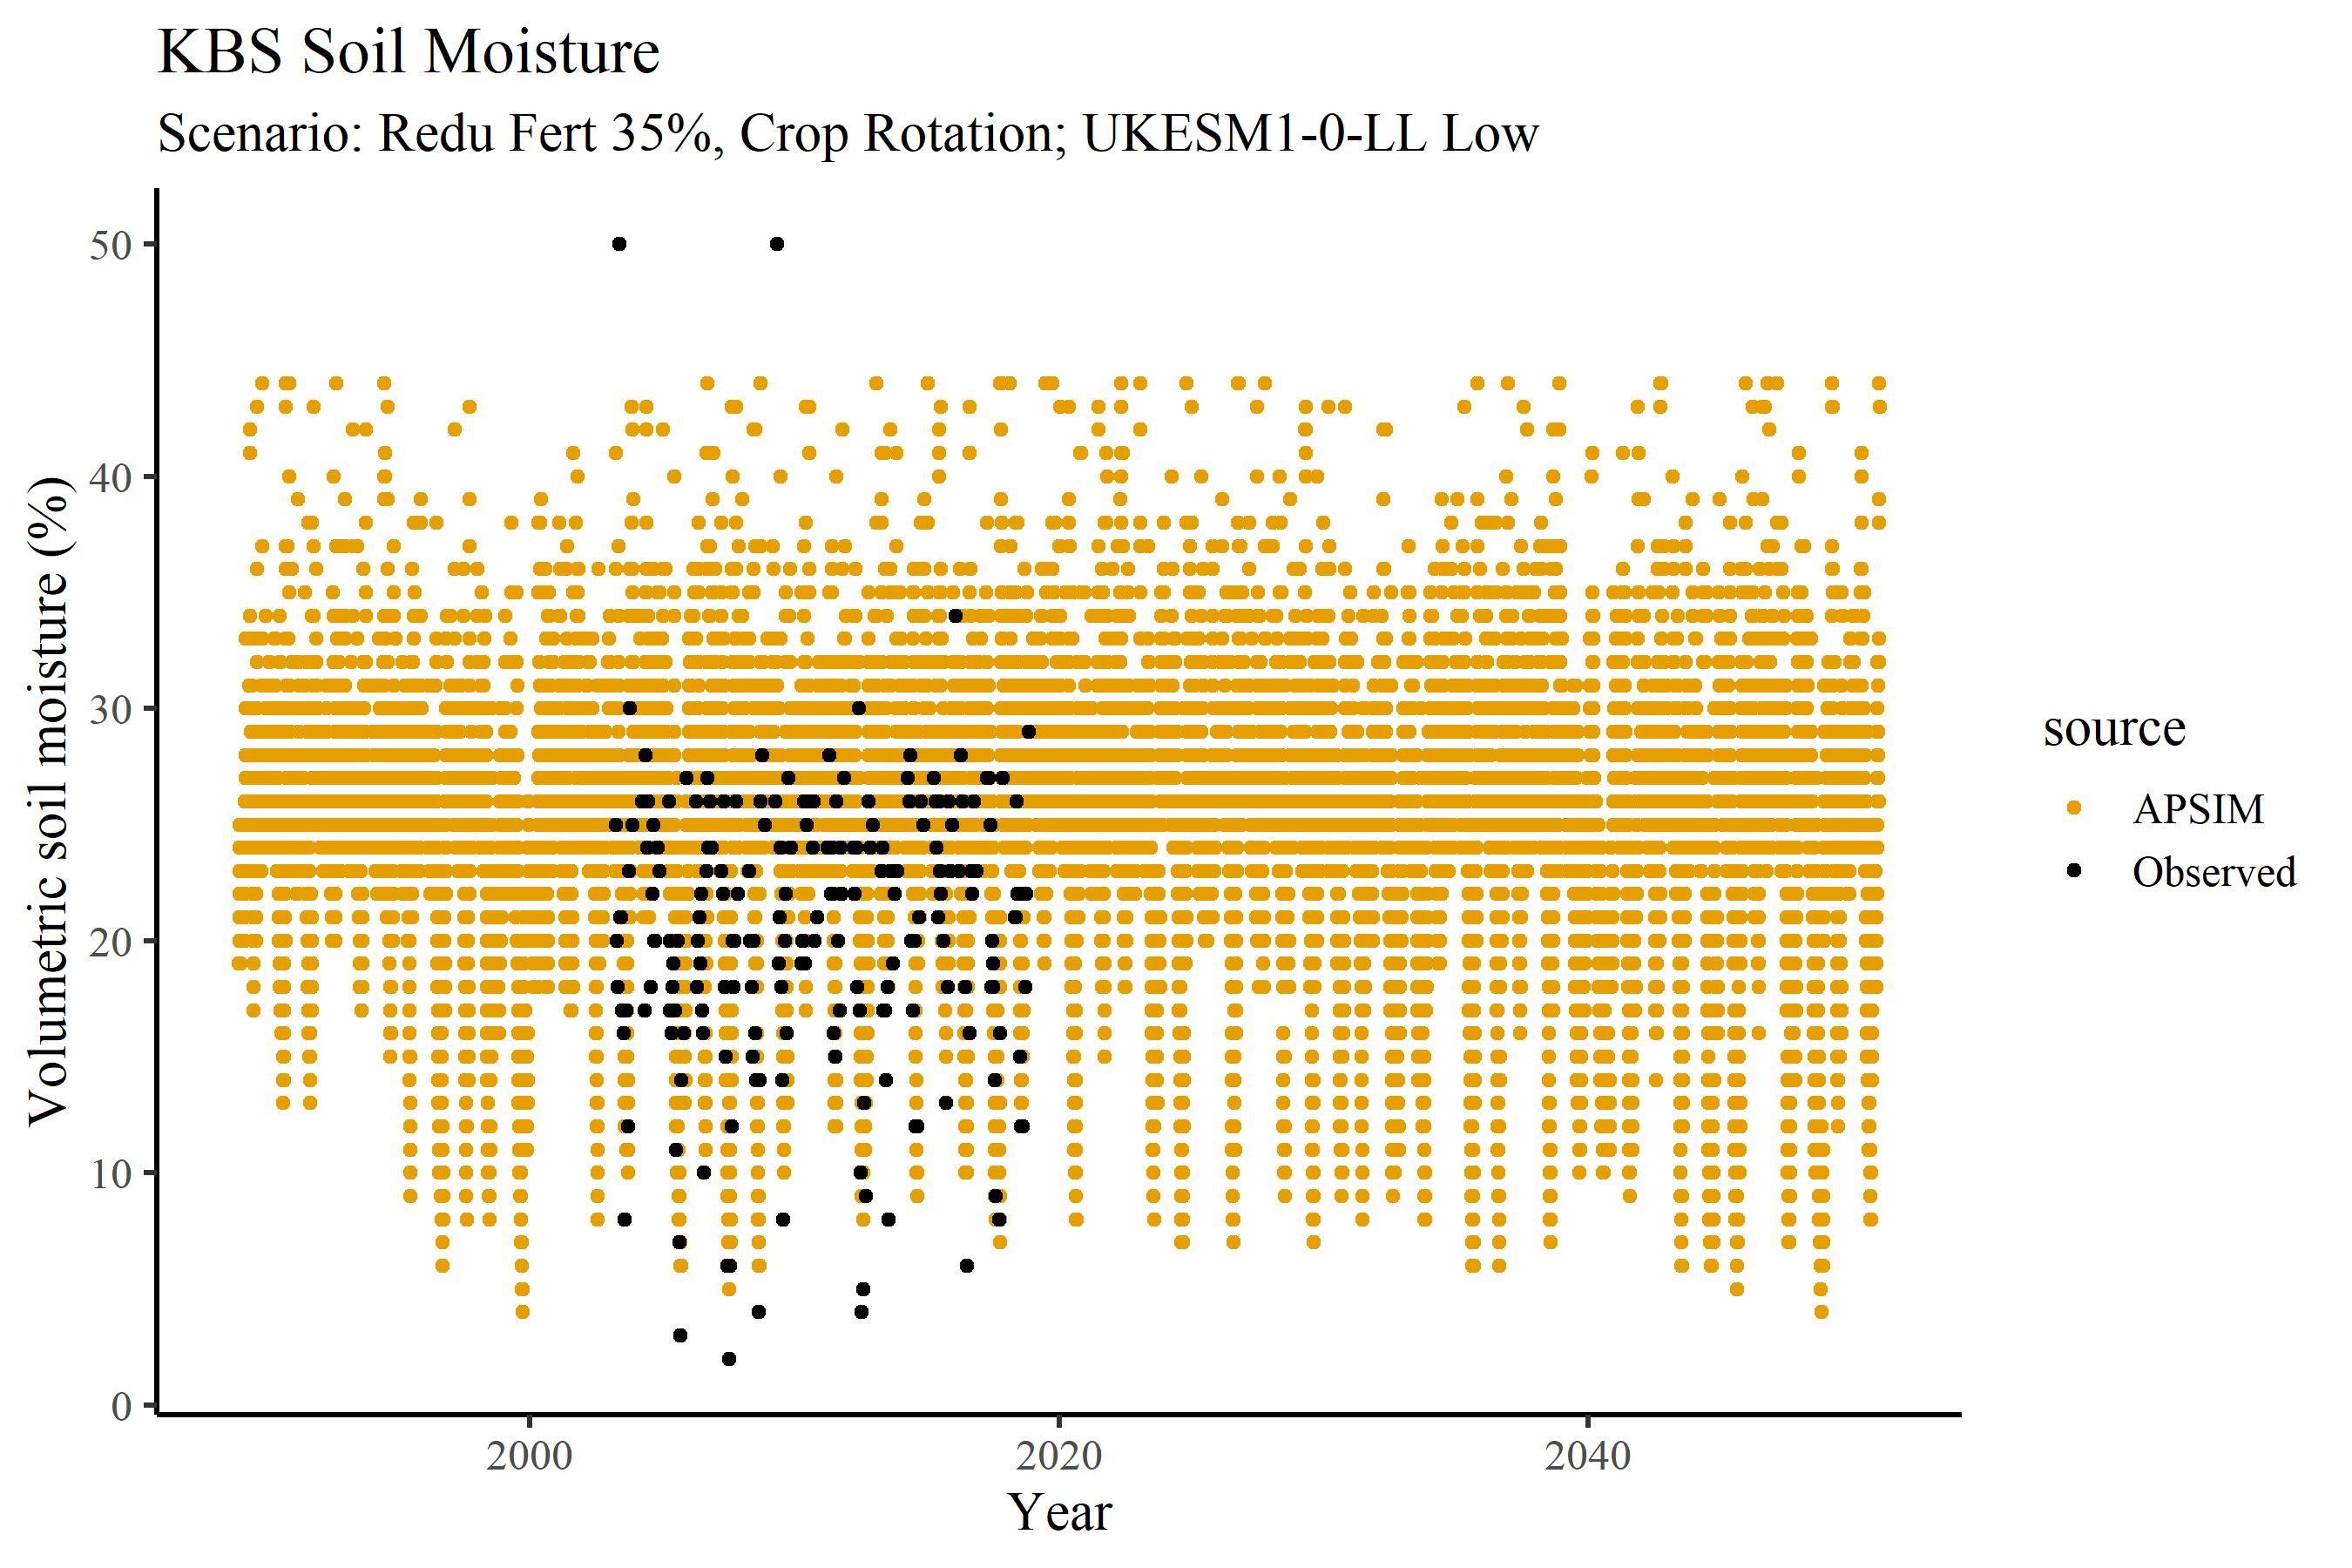 KBS Soil Moisture
Scenario: Redu Fert 35%, Crop Rotation; UKESM1-0-LL Low
Volumetric soil moisture (%)
50
40
30
20
10
0
2000
2020
2040
Year
source
APSIM
Observed